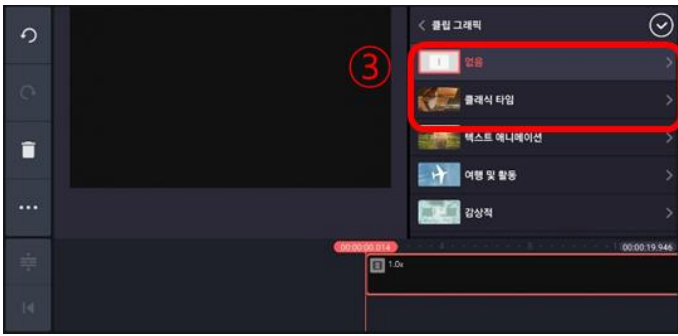 클립 그래픽
③
없음
클래식 타임
텍스트 애니메이션
여행 및 활동
감상적
00:00:00.014
00:00:19.946
1.0x